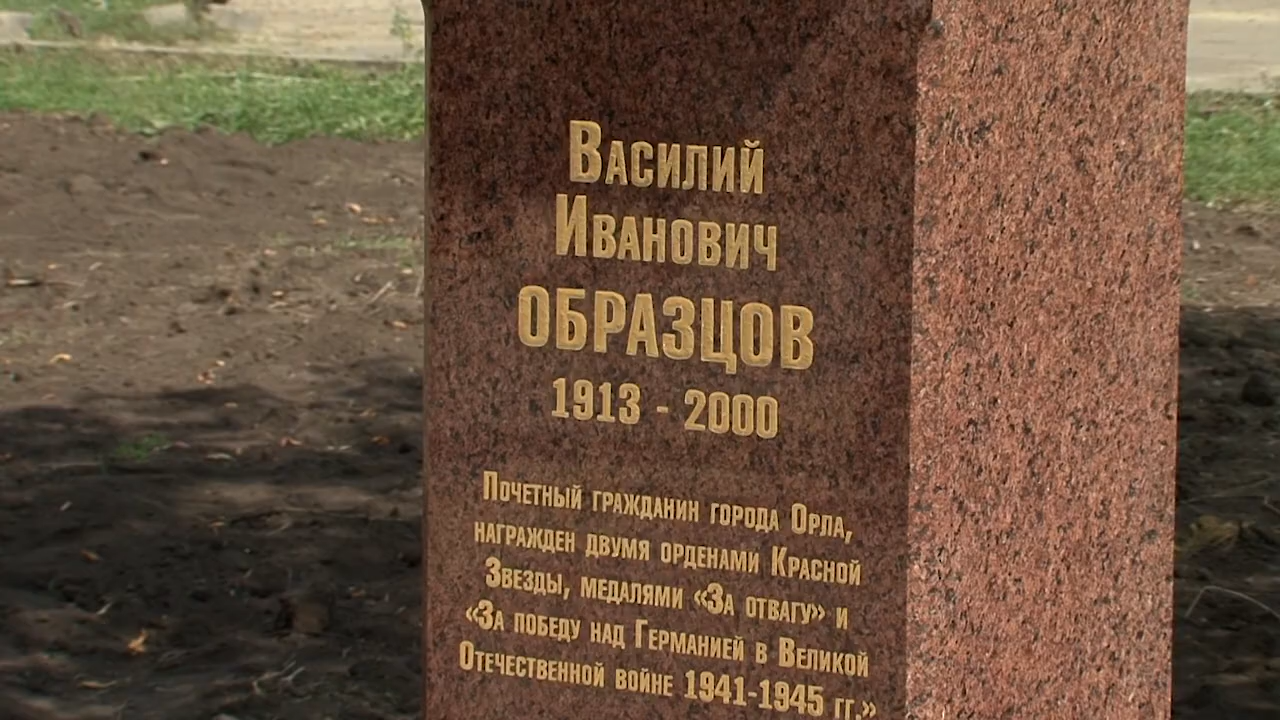 Василий
Иванович
ОБРАЗЦОВ
1913 - 2000
Почетный гражданин города Орла,
награжден двумя орденами Красной
Звезды, медалями «За отвагу» и
«За победу над Германией в Великой
Отечественной войне 1941-1945 гг.»